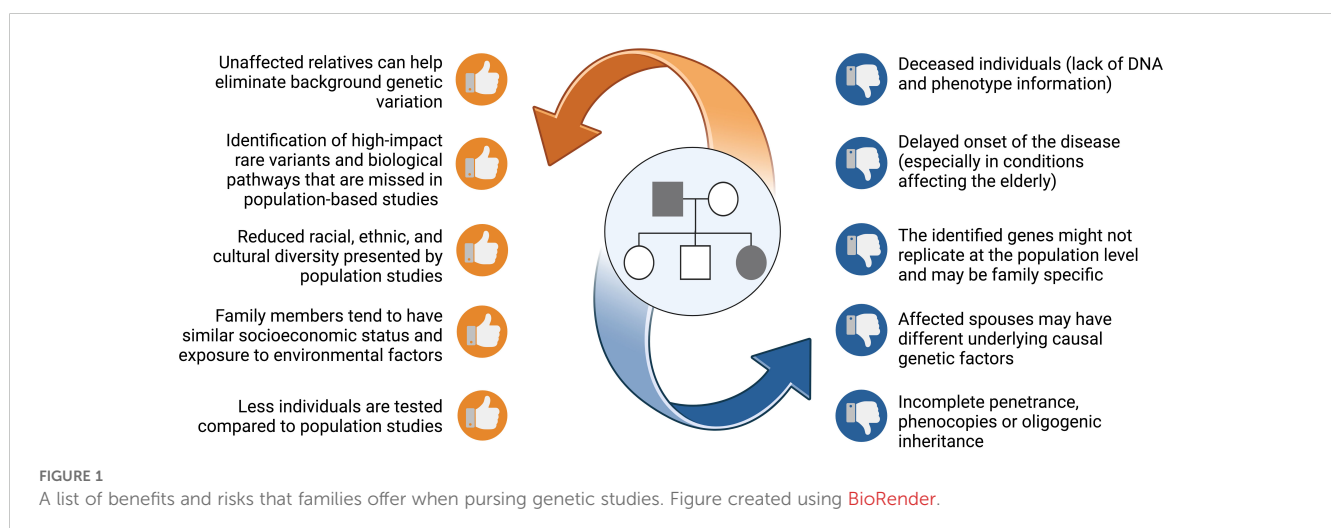 Unaffected relatives can help
eliminate background genetic
variation
Identification of high-impact
rare variants and biological
pathways that are missed in
population-based studies
Reduced racial, ethnic, and
cultural diversity presented by
population studies
Family members tend to have
similar socioeconomic status and
exposure to environmental factors
Less individuals are tested
compared to population studies
Deceased individuals (lack of DNA
and phenotype information)
Delayed onset of the disease
(especially in conditions
affecting the elderly)
The identified genes might not
replicate at the population level
and may be family specific
Affected spouses may have
different underlying causal
genetic factors
Incomplete penetrance,
phenocopies or oligogenic
inheritance
FIGURE 1
A list of benefits and risks that families offer when pursing genetic studies. Figure created using BioRender.